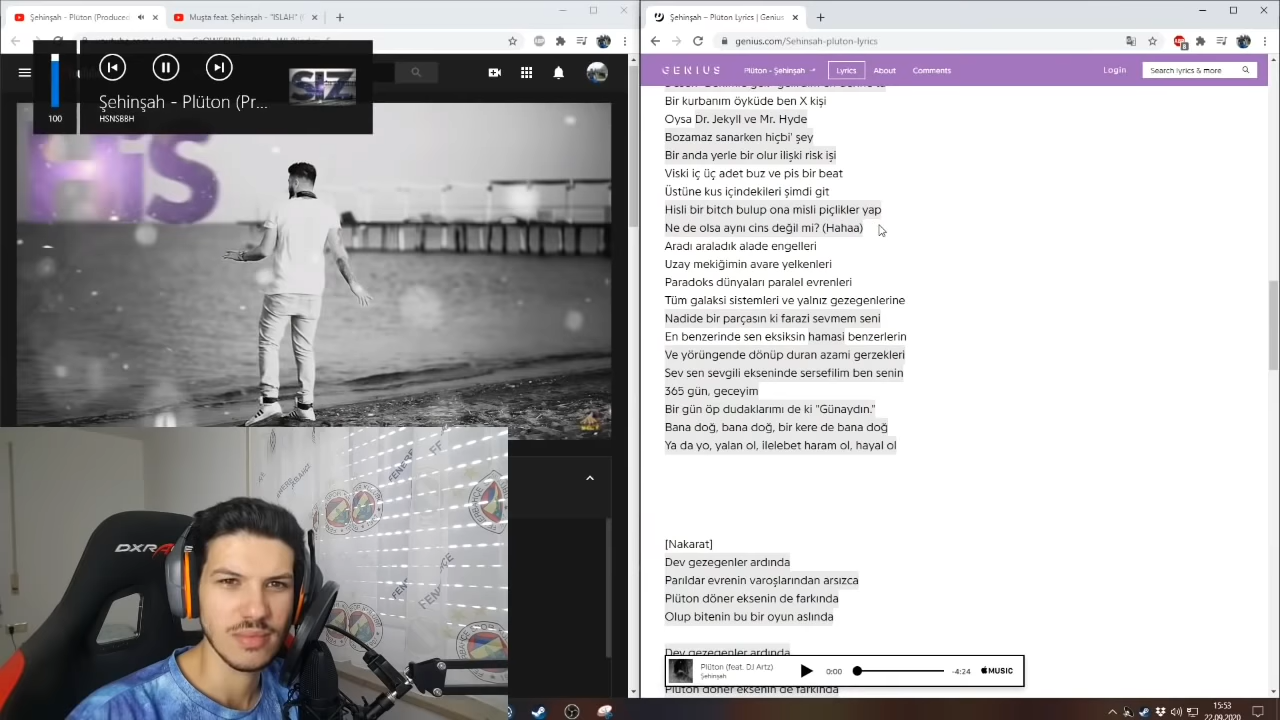 Şehinşah - Plüton (Produced
Muşta feat. Şehinşah - "ISLAH" (
Şehinşah – Plüton Lyrics | Genius
genius.com/Sehinsah-pluton-lyrics
100
Şehinşah - Plüton (Pr...
HSNSBBH
SIZ
GENIUS
Plüton - Şehinşah
Lyrics
About
Comments
Login
Search lyrics & more
Bir kurbanım öyküde ben X kişi
Oysa Dr. Jekyll ve Mr. Hyde
Bozamaz sanarken hiçbi' şey
Bir anda yerle bir olur ilişki risk işi
Viski iç üç adet buz ve pis bir beat
Üstüne kus içindekileri şimdi git
Hisli bir bitch bulup ona misli piçlikler yap
Ne de olsa aynı cins değil mi? (Hahaa)
Aradı araladık alade engelleri
Uzay mekiğimin avare yelkenleri
Paradoks dünyaları paralel evrenleri
Tüm galaksi sistemleri ve yalnız gezegenlerine
Nadide bir parçasın ki farazi sevmem seni
En benzerinde sen eksiksin hamasi benzerlerin
Ve yörüngende dönüp duran azami gerzekleri
Sev sen sevgili ekseninde sersefilim ben senin
365 gün, geceyim
Bir gün öp dudaklarımı de ki "Günaydın."
Bana doğ, bana doğ, bir kere de bana doğ
Ya da yo, yalan ol, ilelebet haram ol, hayal ol
[Nakarat]
Dev gezegenler ardında
Parıldar evrenin varoşlarından arsızca
Plüton döner eksenin de farkında
Olup bitenin bu bir oyun aslında
Dev gezegenler ardında
Plüton döner eksenin de farkında
Plüton (feat. DJ Artz)
Şehinşah
0:00
-4:24
MUSIC
DXRACER
15:53
22.09.2020